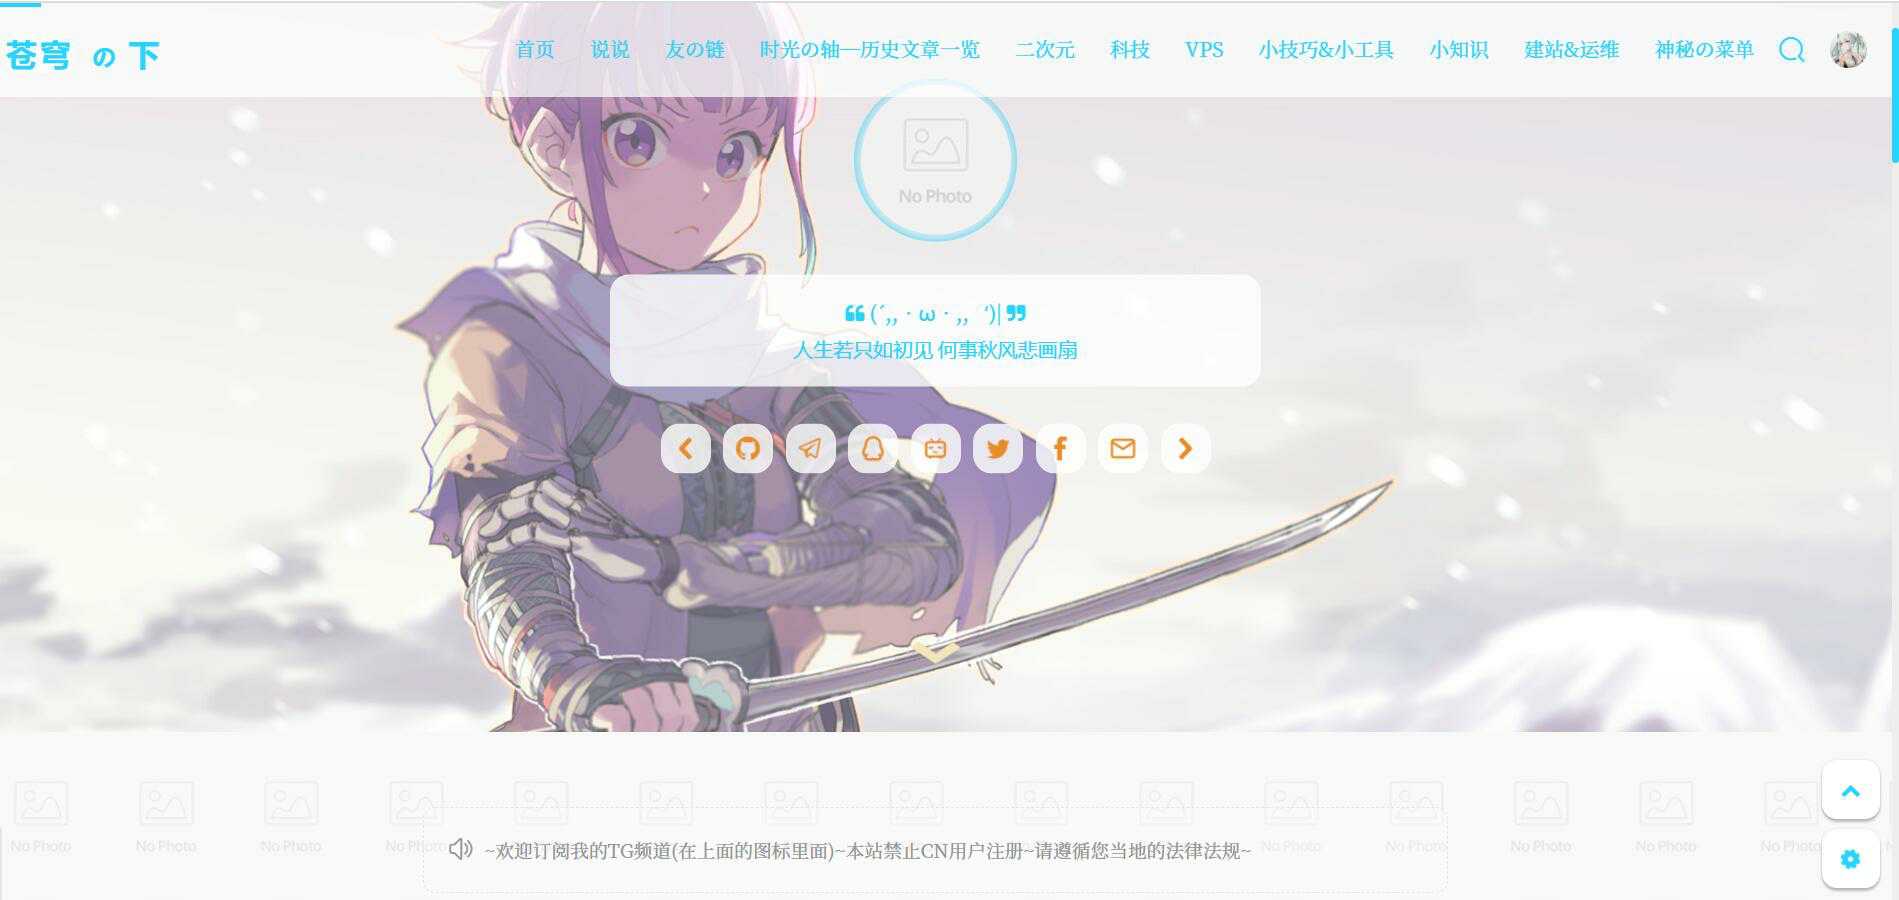 苍穹 の 下
首页 说说 友の链 时光の轴—历史文章一览 二次元 科技 VPS 小技巧&小工具 小知识 建站&运维 神秘の菜单
No Photo
❝ (´,,・ω・,,‘)| ❞
人生若只如初见 何事秋风悲画扇
No Photo No Photo No Photo No Photo No Photo No Photo No Photo No Photo
~欢迎订阅我的TG频道(在上面的图标里面)~本站禁止CN用户注册~请遵循您当地的法律法规~